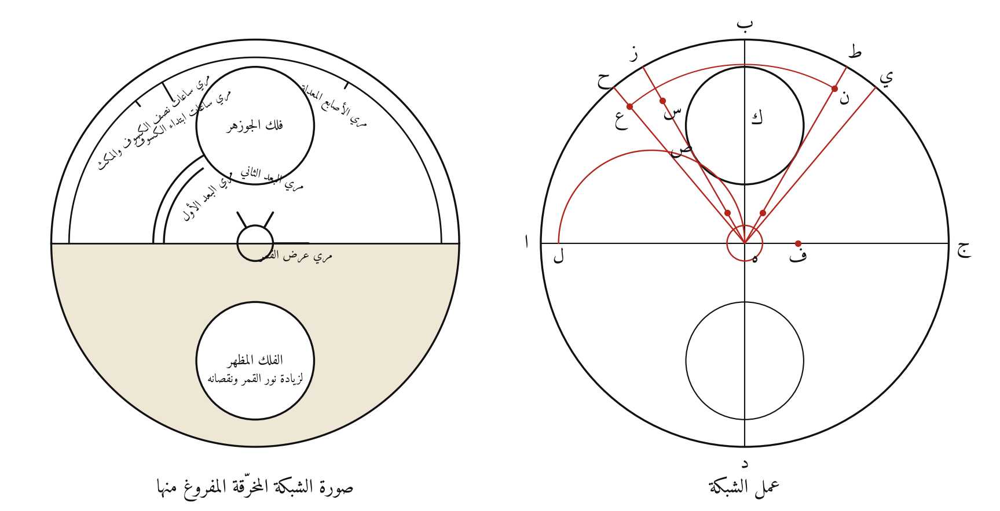 ب
ز
ط
ح
ي
ن
س
ع
ك
ص
ا
ل
ه
ف
ج
د
عمل الشبكة
مري ساعات نصف الكسوف والمكث
مري ساعات ابتداء الكسوف
مري الأصابع المعدلة
فلك الجوزهر
مري البعد الثاني
مري البعد الأول
مري عرض القمر
الفلك المظهر
لزيادة نور القمر ونقصانه
صورة الشبكة المخرّقة المفروغ منها